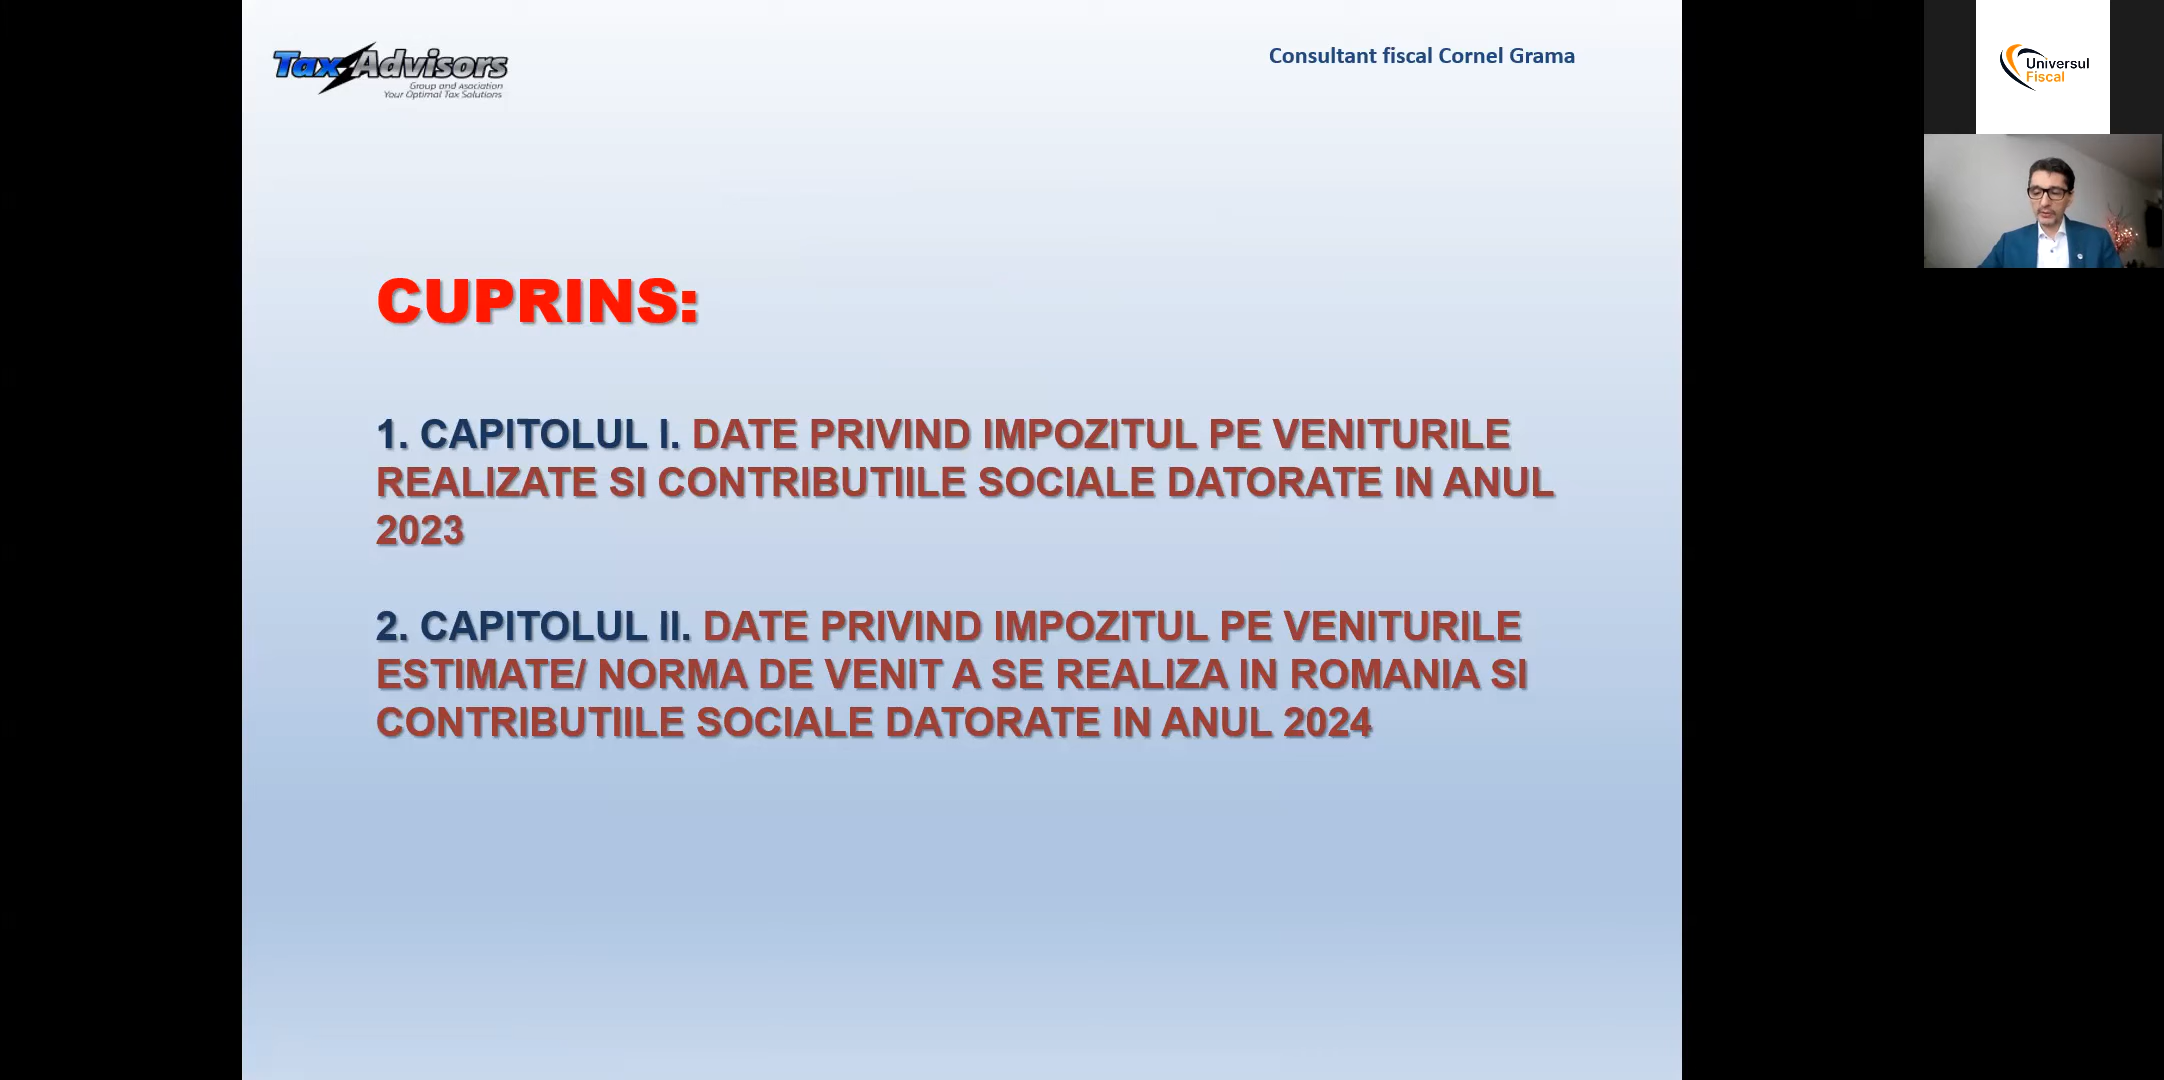 Tax Advisors
Group and Asociation
Your Optimal Tax Solutions
Consultant fiscal Cornel Grama
Universul
Fiscal
CUPRINS:
1. CAPITOLUL I. DATE PRIVIND IMPOZITUL PE VENITURILE
REALIZATE SI CONTRIBUTIILE SOCIALE DATORATE IN ANUL
2023
2. CAPITOLUL II. DATE PRIVIND IMPOZITUL PE VENITURILE
ESTIMATE/ NORMA DE VENIT A SE REALIZA IN ROMANIA SI
CONTRIBUTIILE SOCIALE DATORATE IN ANUL 2024